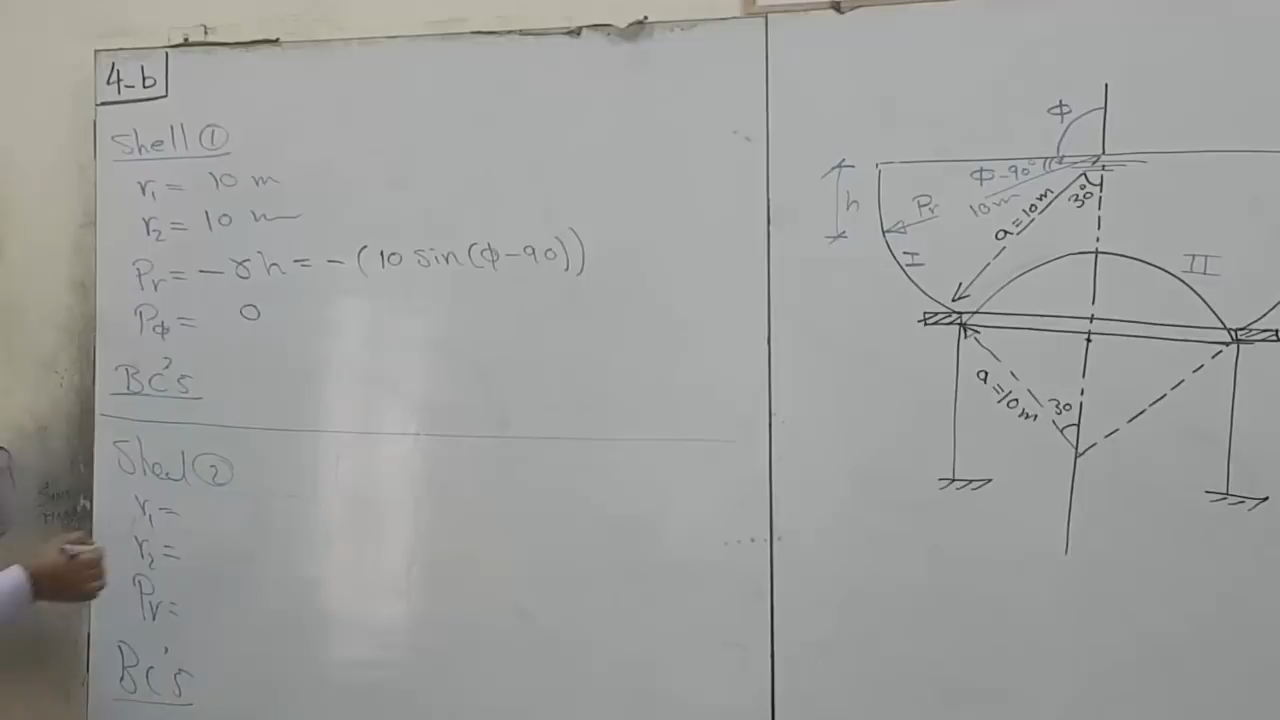 4-b
Shell ①
r₁ = 10 m
r₂ = 10 m
Pr = - γh = - (10 sin(ϕ-90))
Pϕ = 0
BC's
Shell ②
r₁ =
r₂ =
Pr =
BC's
ϕ
ϕ-90°
10m
a=10m
30°
h
Pr
I
II
a=10m
30